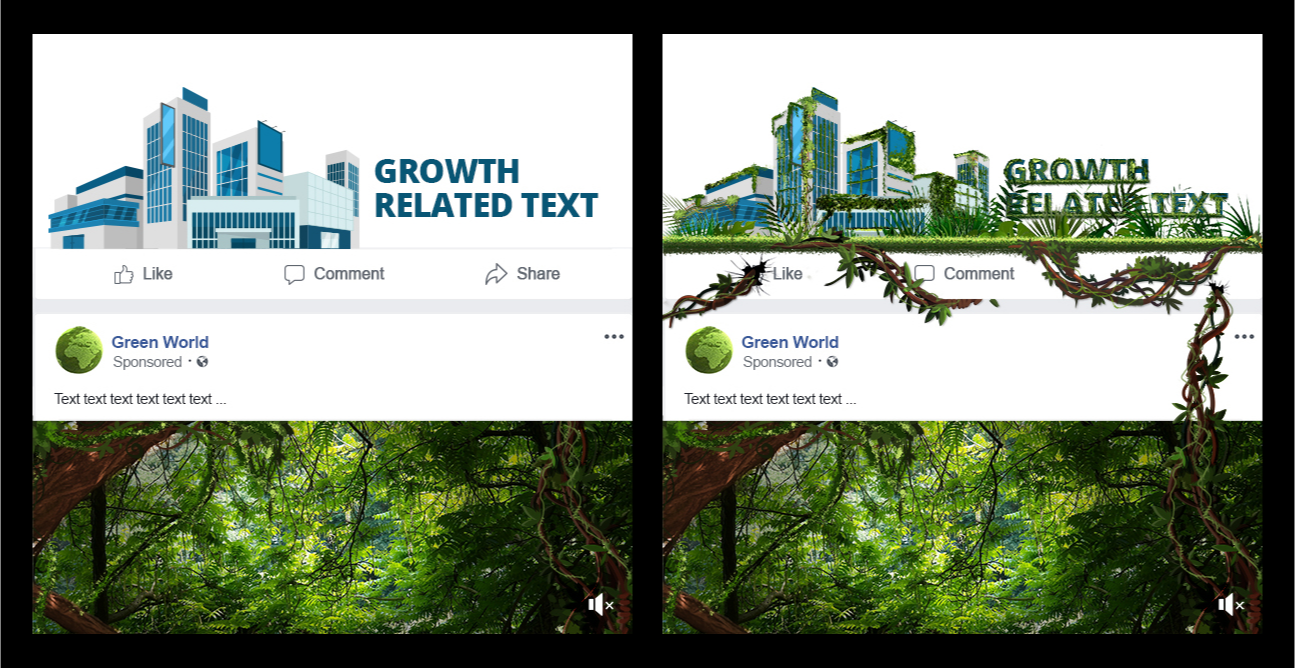 GROWTH
RELATED TEXT
Like
Comment
Share
Green World
Sponsored ·
Text text text text text text ...
GROWTH
RELATED TEXT
Like
Comment
Green World
Sponsored ·
Text text text text text text ...